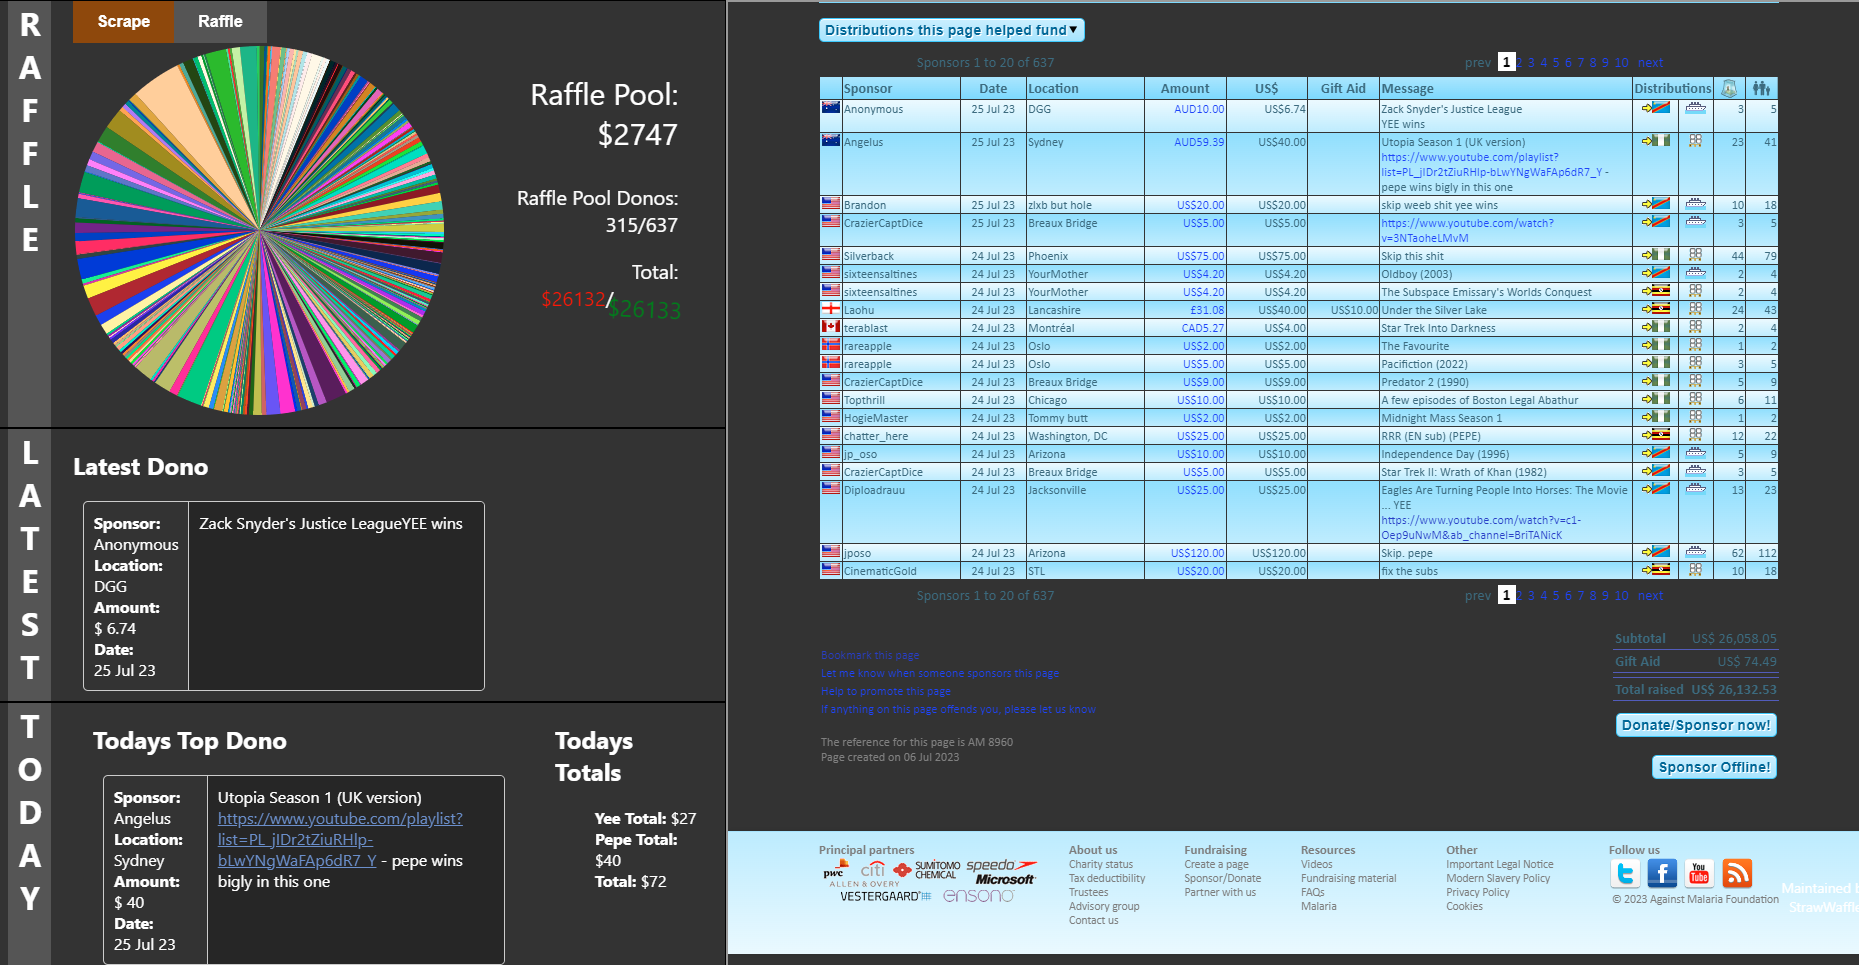 RAFFLE
Scrape
Raffle
Raffle Pool:
$2747
Raffle Pool Donos:
315/637
Total:
$26132/$26133
LATEST
Latest Dono
Sponsor:
Anonymous
Location:
DGG
Amount:
$ 6.74
Date:
25 Jul 23
Zack Snyder's Justice LeagueYEE wins
TODAY
Todays Top Dono
Sponsor:
Angelus
Location:
Sydney
Amount:
$ 40
Date:
25 Jul 23
Utopia Season 1 (UK version)
https://www.youtube.com/playlist?
list=PL_jIDr2tZiuRHlp-
bLwYNgWaFAp6dR7_Y - pepe wins
bigly in this one
Todays
Totals
Yee Total: $27
Pepe Total:
$40
Total: $72
Distributions this page helped fund▼
Sponsors 1 to 20 of 637
prev 1 2 3 4 5 6 7 8 9 10 next
Sponsor Date Location Amount US$ Gift Aid Message Distributions
Anonymous 25 Jul 23 DGG AUD10.00 US$6.74 Zack Snyder's Justice League 3 5
YEE wins
Angelus 25 Jul 23 Sydney AUD59.39 US$40.00 Utopia Season 1 (UK version) 23 41
https://www.youtube.com/playlist?
list=PL_jIDr2tZiuRHlp-bLwYNgWaFAp6dR7_Y -
pepe wins bigly in this one
Brandon 25 Jul 23 zlxb but hole US$20.00 US$20.00 skip weeb shit yee wins 10 18
CrazierCaptDice 25 Jul 23 Breaux Bridge US$5.00 US$5.00 https://www.youtube.com/watch? 3 5
v=3NTaoheLMvM
Silverback 24 Jul 23 Phoenix US$75.00 US$75.00 Skip this shit 44 79
sixteensaltines 24 Jul 23 YourMother US$4.20 US$4.20 Oldboy (2003) 2 4
sixteensaltines 24 Jul 23 YourMother US$4.20 US$4.20 The Subspace Emissary's Worlds Conquest 2 4
Laohu 24 Jul 23 Lancashire £31.08 US$40.00 US$10.00 Under the Silver Lake 24 43
terablast 24 Jul 23 Montréal CAD5.27 US$4.00 Star Trek Into Darkness 2 4
rareapple 24 Jul 23 Oslo US$2.00 US$2.00 The Favourite 1 2
rareapple 24 Jul 23 Oslo US$5.00 US$5.00 Pacifiction (2022) 3 5
CrazierCaptDice 24 Jul 23 Breaux Bridge US$9.00 US$9.00 Predator 2 (1990) 5 9
Topthrill 24 Jul 23 Chicago US$10.00 US$10.00 A few episodes of Boston Legal Abathur 6 11
HogieMaster 24 Jul 23 Tommy butt US$2.00 US$2.00 Midnight Mass Season 1 1 2
chatter_here 24 Jul 23 Washington, DC US$25.00 US$25.00 RRR (EN sub) (PEPE) 12 22
jp_oso 24 Jul 23 Arizona US$10.00 US$10.00 Independence Day (1996) 5 9
CrazierCaptDice 24 Jul 23 Breaux Bridge US$5.00 US$5.00 Star Trek II: Wrath of Khan (1982) 3 5
Diploadrauu 24 Jul 23 Jacksonville US$25.00 US$25.00 Eagles Are Turning People Into Horses: The Movie 13 23
... YEE
https://www.youtube.com/watch?v=c1-
Oep9uNwM&ab_channel=BriTANicK
jposo 24 Jul 23 Arizona US$120.00 US$120.00 Skip. pepe 62 112
CinematicGold 24 Jul 23 STL US$20.00 US$20.00 fix the subs 10 18
Sponsors 1 to 20 of 637
prev 1 2 3 4 5 6 7 8 9 10 next
Subtotal US$ 26,058.05
Gift Aid US$ 74.49
Total raised US$ 26,132.53
Bookmark this page
Let me know when someone sponsors this page
Help to promote this page
If anything on this page offends you, please let us know
Donate/Sponsor now!
The reference for this page is AM 8960
Page created on 06 Jul 2023
Sponsor Offline!
Principal partners
pwc citi SUMITOMO CHEMICAL speedo
ALLEN & OVERY Microsoft
VESTERGAARD ensono
About us
Charity status
Tax deductibility
Trustees
Advisory group
Contact us
Fundraising
Create a page
Sponsor/Donate
Partner with us
Resources
Videos
Fundraising material
FAQs
Malaria
Other
Important Legal Notice
Modern Slavery Policy
Privacy Policy
Cookies
Follow us
You Tube
© 2023 Against Malaria Foundation
Maintained b
StrawWaffle